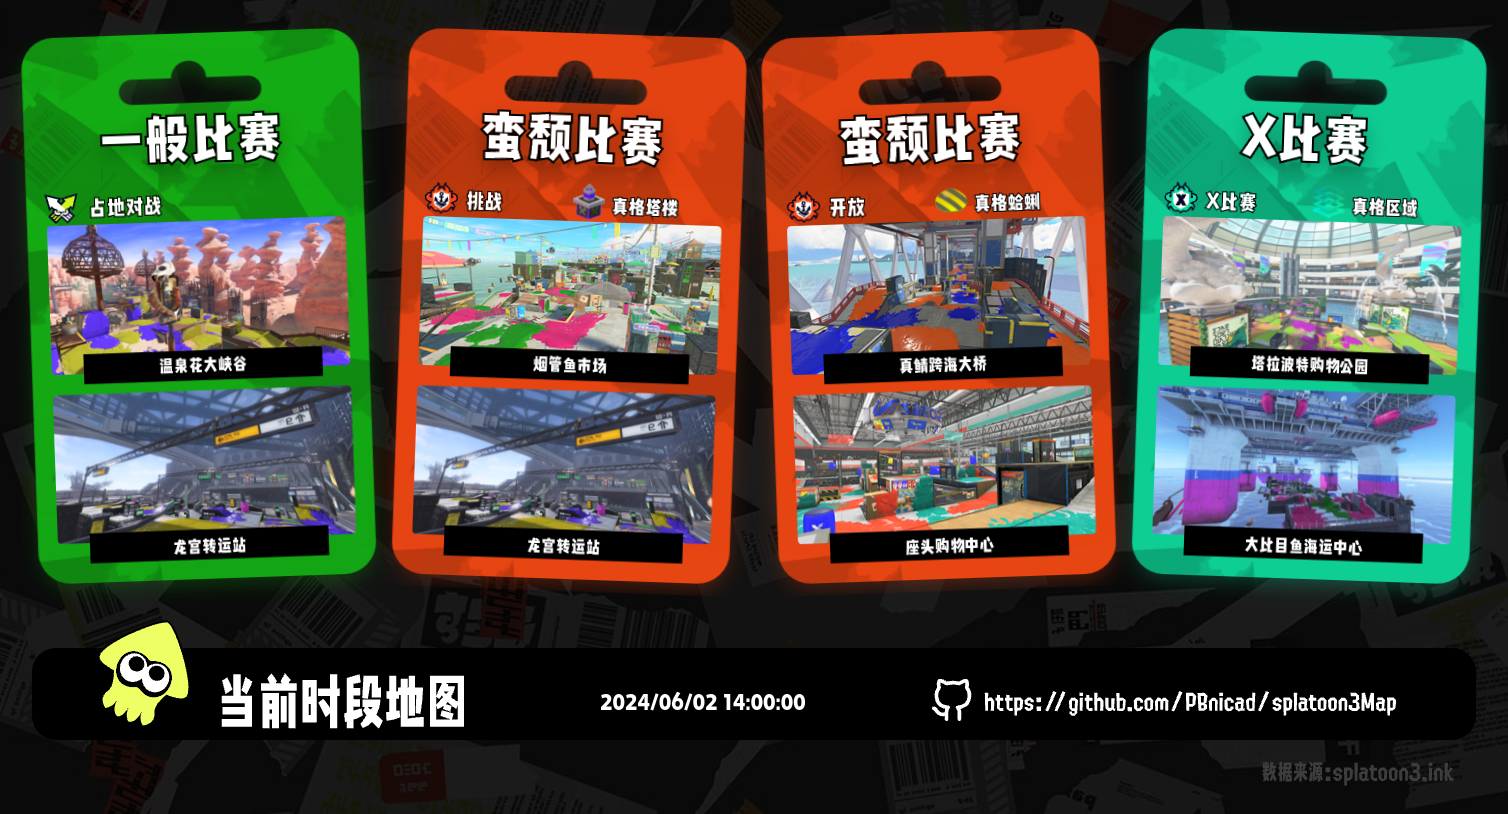 一般比赛
占地对战
温泉花大峡谷
龙宫转运站
蛮颓比赛
挑战
真格塔楼
烟管鱼市场
龙宫转运站
蛮颓比赛
开放
真格蛤蜊
真鲷跨海大桥
座头购物中心
X比赛
X比赛
真格区域
塔拉波特购物公园
大比目鱼海运中心
当前时段地图
2024/06/02 14:00:00
https://github.com/PBnicad/splatoon3Map
数据来源:splatoon3.ink